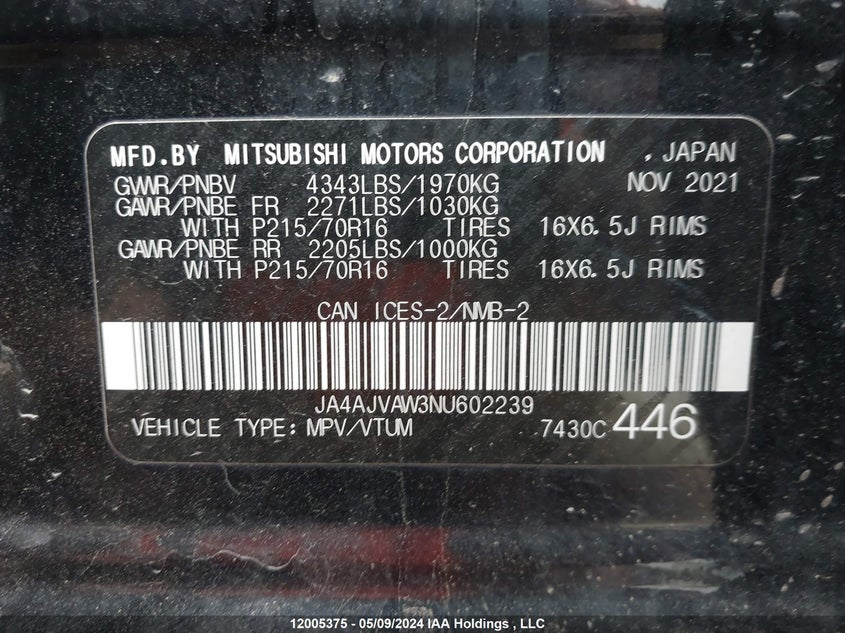 MFD.BY MITSUBISHI MOTORS CORPORATION , JAPAN
GVWR/PNBV 4343LBS/1970KG NOV 2021
GAWR/PNBE FR 2271LBS/1030KG
WITH P215/70R16 TIRES 16X6.5J RIMS
GAWR/PNBE RR 2205LBS/1000KG
WITH P215/70R16 TIRES 16X6.5J RIMS
CAN ICES-2/NMB-2
JA4AJVAW3NU602239
VEHICLE TYPE: MPV/VTUM 7430C 446
12005375 - 05/09/2024 IAA Holdings , LLC